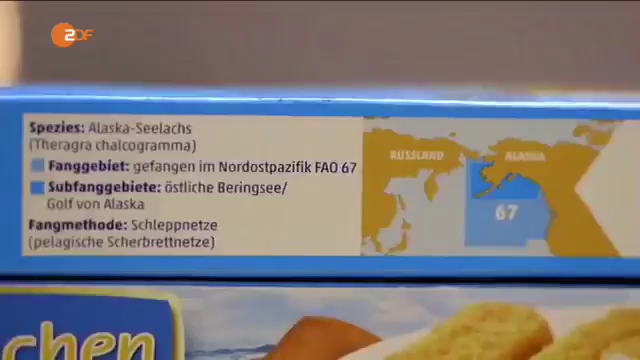 ZDF
Spezies: Alaska-Seelachs
(Theragra chalcogramma)
Fanggebiet: gefangen im Nordostpazifik FAO 67
Subfanggebiete: östliche Beringsee/
Golf von Alaska
Fangmethode: Schleppnetze
(pelagische Scherbrettnetze)
RUSSLAND
ALASKA
67
chen